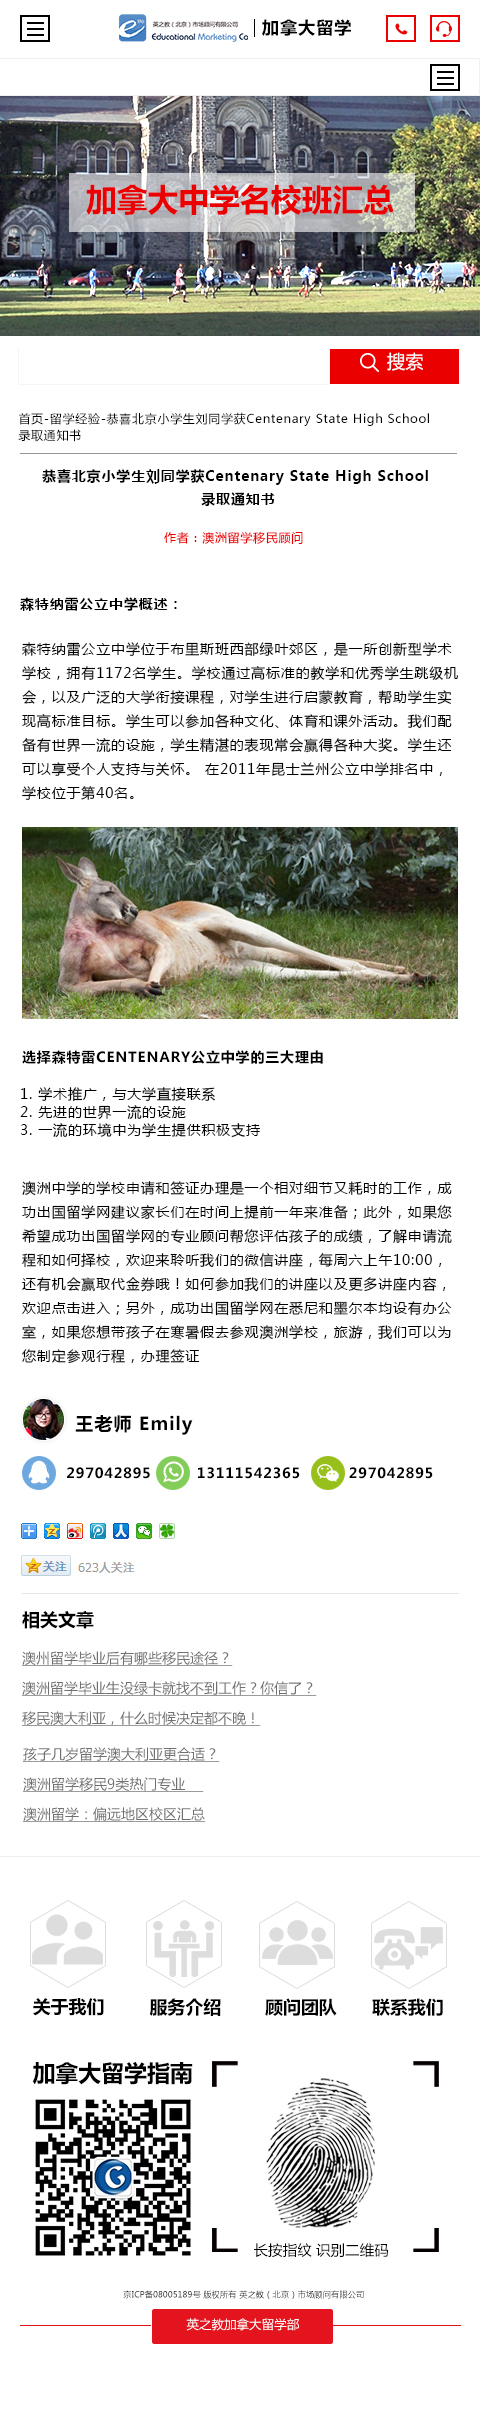 英之教（北京）市场顾问有限公司
Educational Marketing Co
加拿大留学
加拿大中学名校班汇总
搜索
首页-留学经验-恭喜北京小学生刘同学获Centenary State High School
录取通知书
恭喜北京小学生刘同学获Centenary State High School
录取通知书
作者：澳洲留学移民顾问
森特纳雷公立中学概述：
森特纳雷公立中学位于布里斯班西部绿叶郊区，是一所创新型学术
学校，拥有1172名学生。学校通过高标准的教学和优秀学生跳级机
会，以及广泛的大学衔接课程，对学生进行启蒙教育，帮助学生实
现高标准目标。学生可以参加各种文化、体育和课外活动。我们配
备有世界一流的设施，学生精湛的表现常会赢得各种大奖。学生还
可以享受个人支持与关怀。 在2011年昆士兰州公立中学排名中，
学校位于第40名。
选择森特雷CENTENARY公立中学的三大理由
1. 学术推广，与大学直接联系
2. 先进的世界一流的设施
3. 一流的环境中为学生提供积极支持
澳洲中学的学校申请和签证办理是一个相对细节又耗时的工作，成
功出国留学网建议家长们在时间上提前一年来准备；此外，如果您
希望成功出国留学网的专业顾问帮您评估孩子的成绩，了解申请流
程和如何择校，欢迎来聆听我们的微信讲座，每周六上午10:00，
还有机会赢取代金券哦！如何参加我们的讲座以及更多讲座内容，
欢迎点击进入；另外，成功出国留学网在悉尼和墨尔本均设有办公
室，如果您想带孩子在寒暑假去参观澳洲学校，旅游，我们可以为
您制定参观行程，办理签证
王老师 Emily
297042895 13111542365 297042895
关注 623人关注
相关文章
澳州留学毕业后有哪些移民途径？
澳洲留学毕业生没绿卡就找不到工作？你信了？
移民澳大利亚，什么时候决定都不晚！
孩子几岁留学澳大利亚更合适？
澳洲留学移民9类热门专业
澳洲留学：偏远地区校区汇总
关于我们 服务介绍 顾问团队 联系我们
加拿大留学指南
长按指纹 识别二维码
京ICP备08005189号 版权所有 英之教（北京）市场顾问有限公司
英之教加拿大留学部